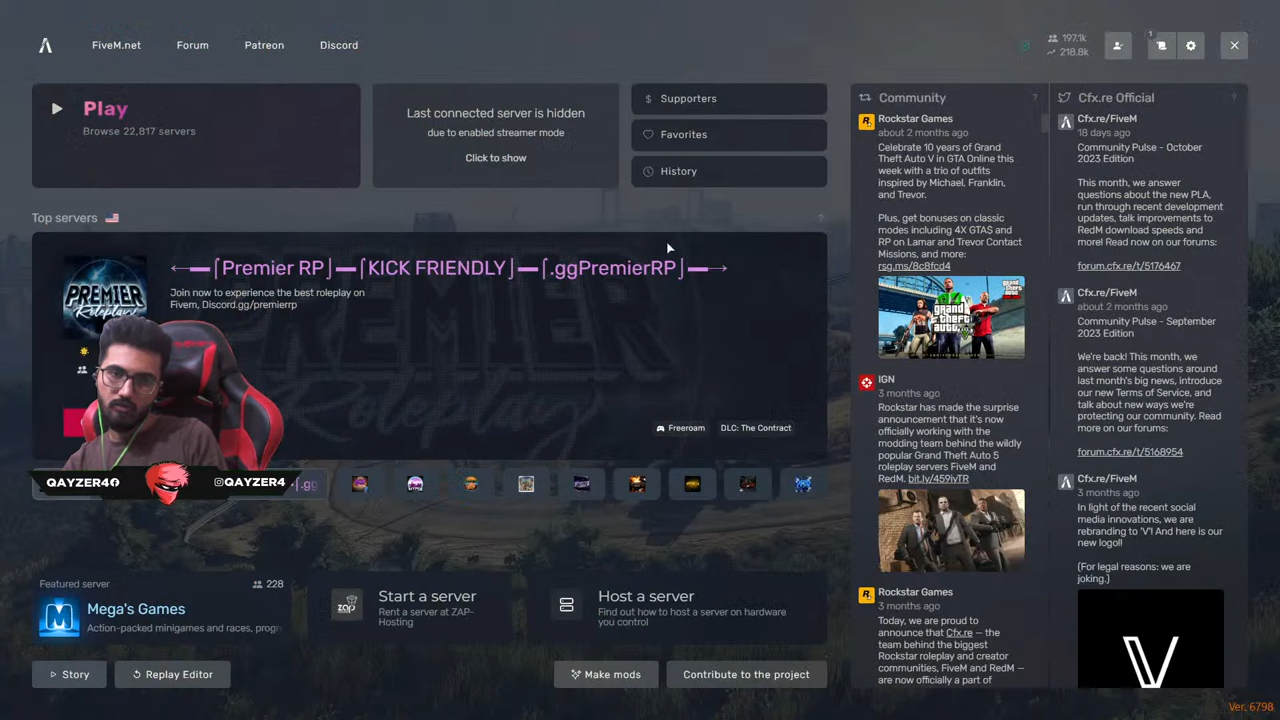 FiveM.net
Forum
Patreon
Discord
197.1k
218.8k
1
Play
Browse 22,817 servers
Last connected server is hidden
due to enabled streamer mode
Click to show
Supporters
Favorites
History
Top servers
?
←▬⌠Premier RP⌡▬⌠KICK FRIENDLY⌡▬⌠.ggPremierRP⌡▬→
Join now to experience the best roleplay on
Fivem, Discord.gg/premierrp
PREMIER
Roleplay
PREMIER
Roleplay
Freeroam
DLC: The Contract
QAYZER4
QAYZER4
⌠.gg
HYPE
Featured server
228
Mega's Games
Action-packed minigames and races, progr
ZAP
Start a server
Rent a server at ZAP-
Hosting
Host a server
Find out how to host a server on hardware
you control
Story
Replay Editor
Make mods
Contribute to the project
Community
?
Rockstar Games
about 2 months ago
Celebrate 10 years of Grand
Theft Auto V in GTA Online this
week with a trio of outfits
inspired by Michael, Franklin,
and Trevor.
Plus, get bonuses on classic
modes including 4X GTA$ and
RP on Lamar and Trevor Contact
Missions, and more:
rsg.ms/8c8fcd4
grand
theft
auto
V
IGN
3 months ago
Rockstar has made the surprise
announcement that it's now
officially working with the
modding team behind the wildly
popular Grand Theft Auto 5
roleplay servers FiveM and
RedM. bit.ly/459iyTR
Rockstar Games
3 months ago
Today, we are proud to
announce that Cfx.re — the
team behind the biggest
Rockstar roleplay and creator
communities, FiveM and RedM —
are now officially a part of
Cfx.re Official
?
Cfx.re/FiveM
18 days ago
Community Pulse - October
2023 Edition
This month, we answer
questions about the new PLA,
run through recent development
updates, talk improvements to
RedM download speeds and
more! Read now on our forums:
forum.cfx.re/t/5176467
Cfx.re/FiveM
about 2 months ago
Community Pulse - September
2023 Edition
We're back! This month, we
answer some questions around
last month's big news, introduce
our new Terms of Service, and
talk about new ways we're
protecting our community. Read
more on our forums:
forum.cfx.re/t/5168954
Cfx.re/FiveM
3 months ago
In light of the recent social
media innovations, we are
rebranding to 'V'! And here is our
new logo!
(For legal reasons: we are
joking.)
V
Ver. 6798